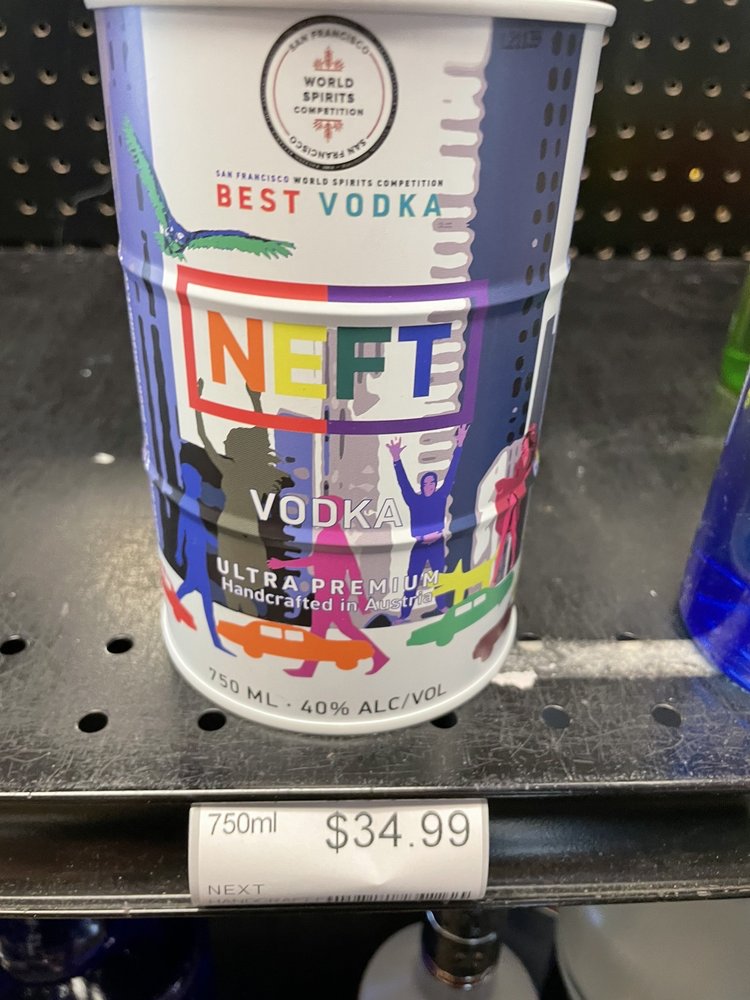 SAN FRANCISCO
WORLD
SPIRITS
COMPETITION
SAN FRANCISCO
SAN FRANCISCO WORLD SPIRITS COMPETITION
BEST VODKA
NEFT
VODKA
ULTRA PREMIUM
Handcrafted in Austria
750 ML · 40% ALC/VOL
750ml $34.99
NEXT